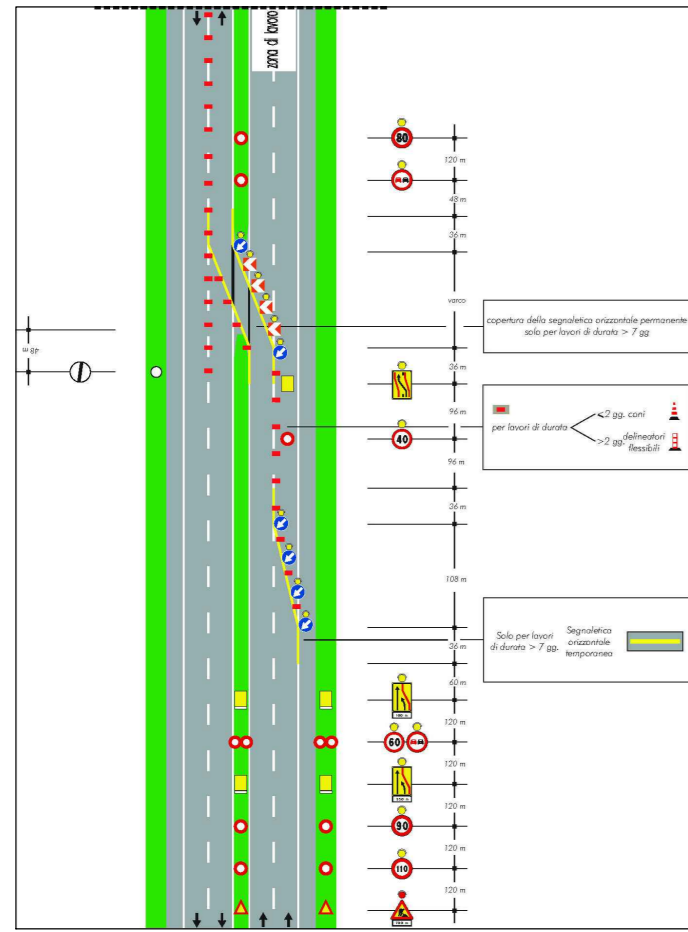 zona di lavoro
80
120 m
48 m
36 m
varco
copertura della segnaletica orizzontale permanente
solo per lavori di durata > 7 gg
48 m
36 m
96 m
per lavori di durata
<2 gg. coni
>2 gg. delineatori
flessibili
40
96 m
36 m
108 m
Solo per lavori
di durata > 7 gg.
Segnaletica
orizzontale
temporanea
36 m
60 m
120 m
60
120 m
120 m
90
110
120 m
120 m